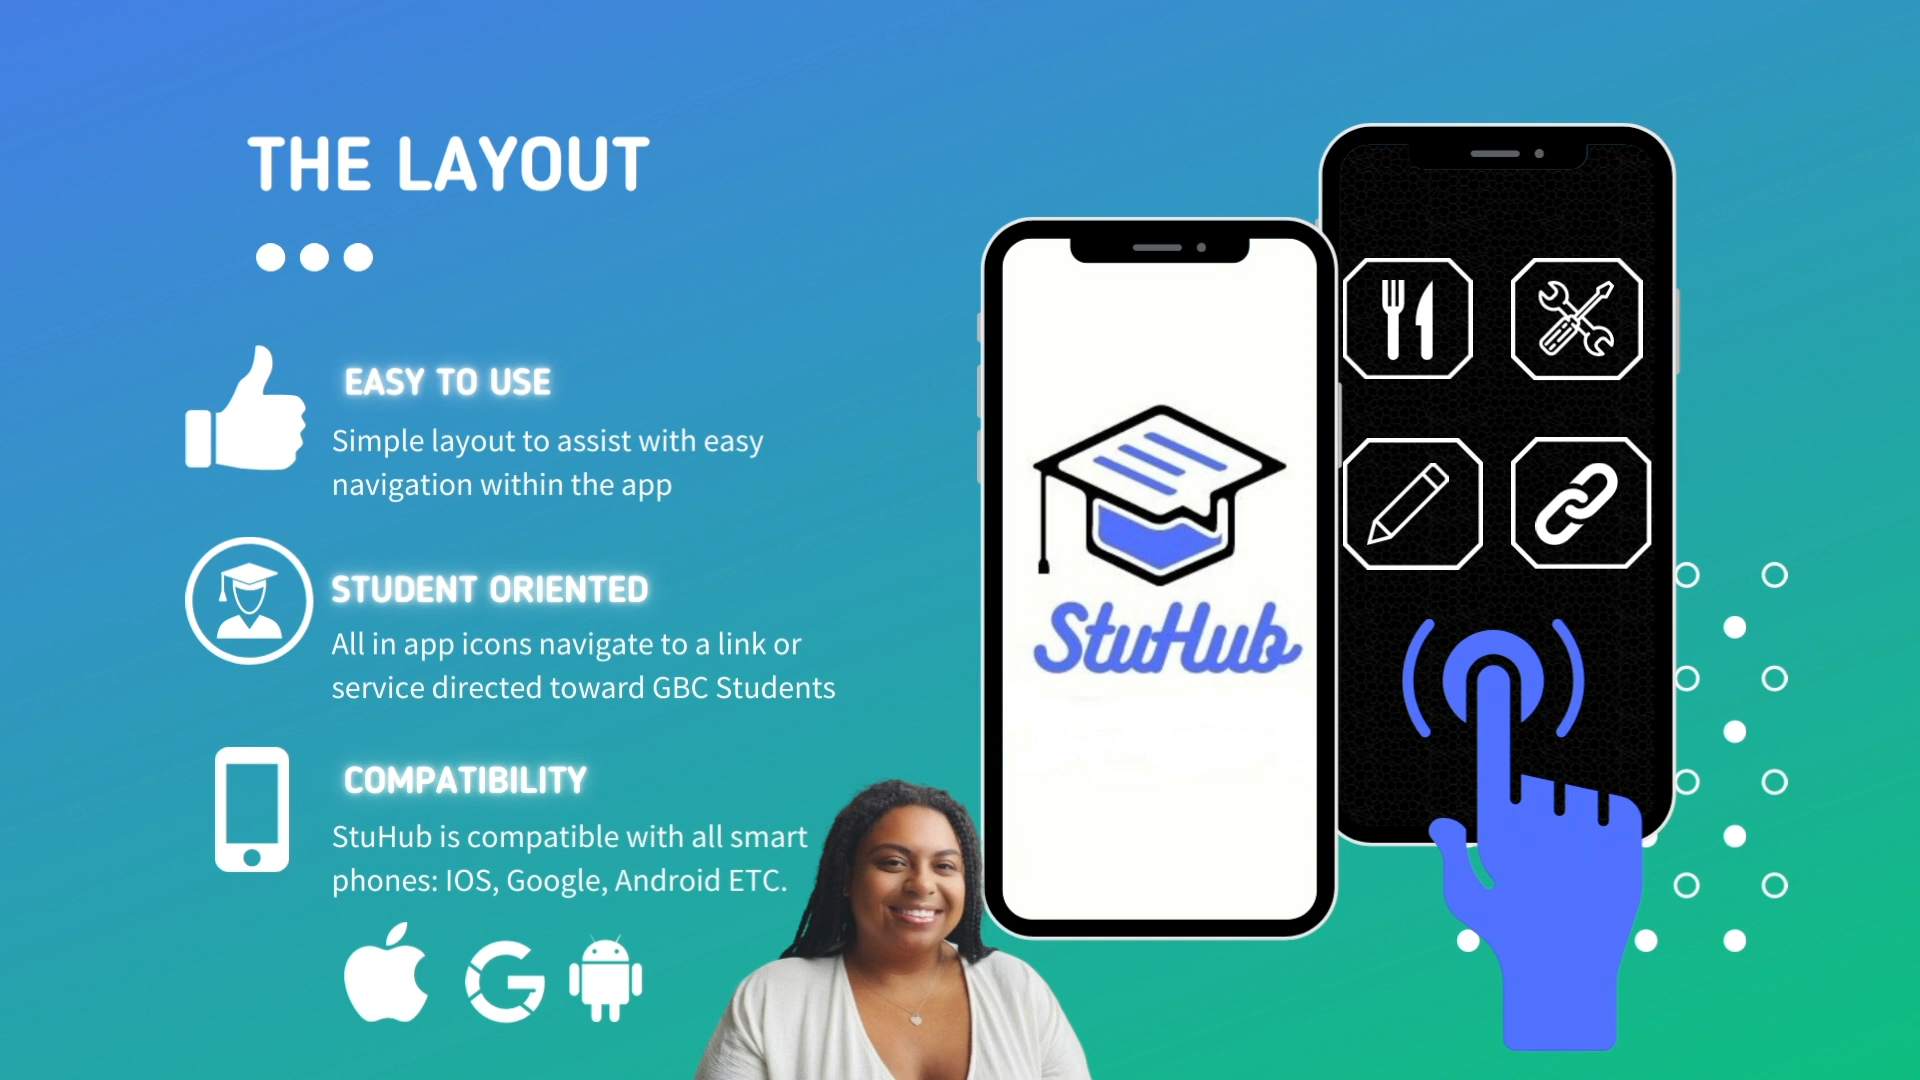 THE LAYOUT
EASY TO USE
Simple layout to assist with easy
navigation within the app
STUDENT ORIENTED
All in app icons navigate to a link or
service directed toward GBC Students
COMPATIBILITY
StuHub is compatible with all smart
phones: IOS, Google, Android ETC.
StuHub